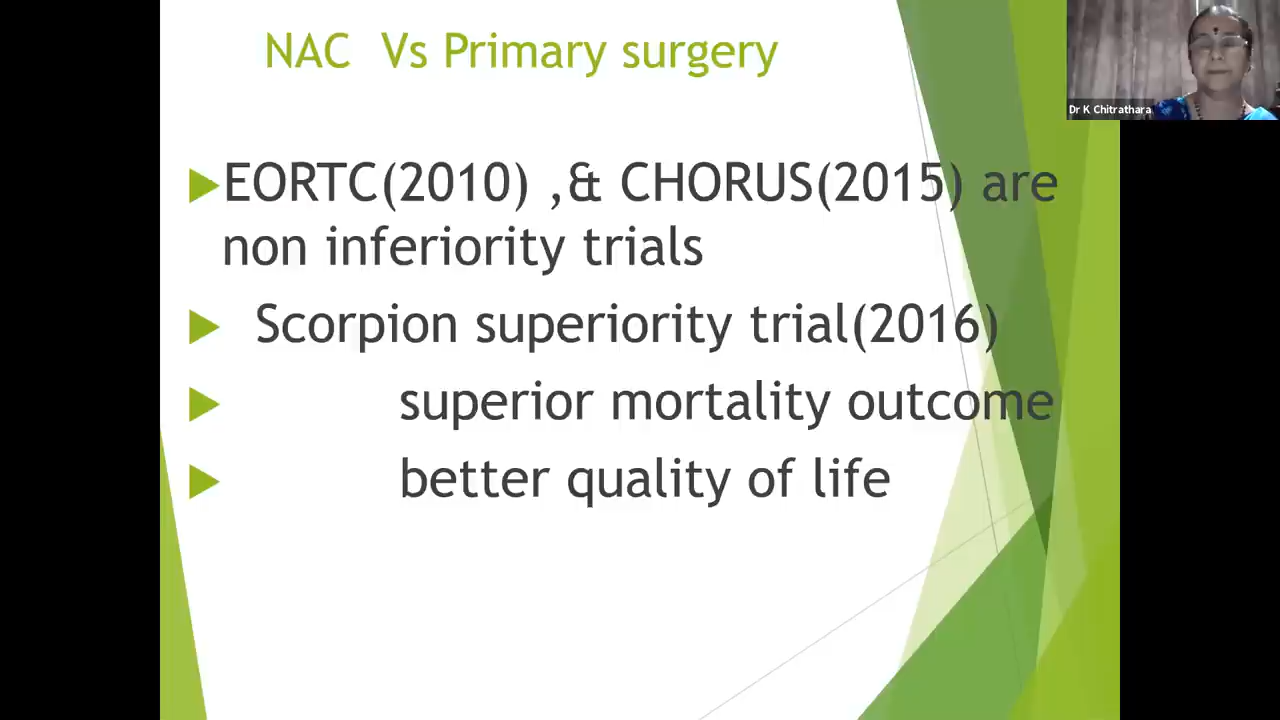 NAC Vs Primary surgery
Dr K Chitrathara
EORTC(2010) ,& CHORUS(2015) are
non inferiority trials
Scorpion superiority trial(2016)
superior mortality outcome
better quality of life